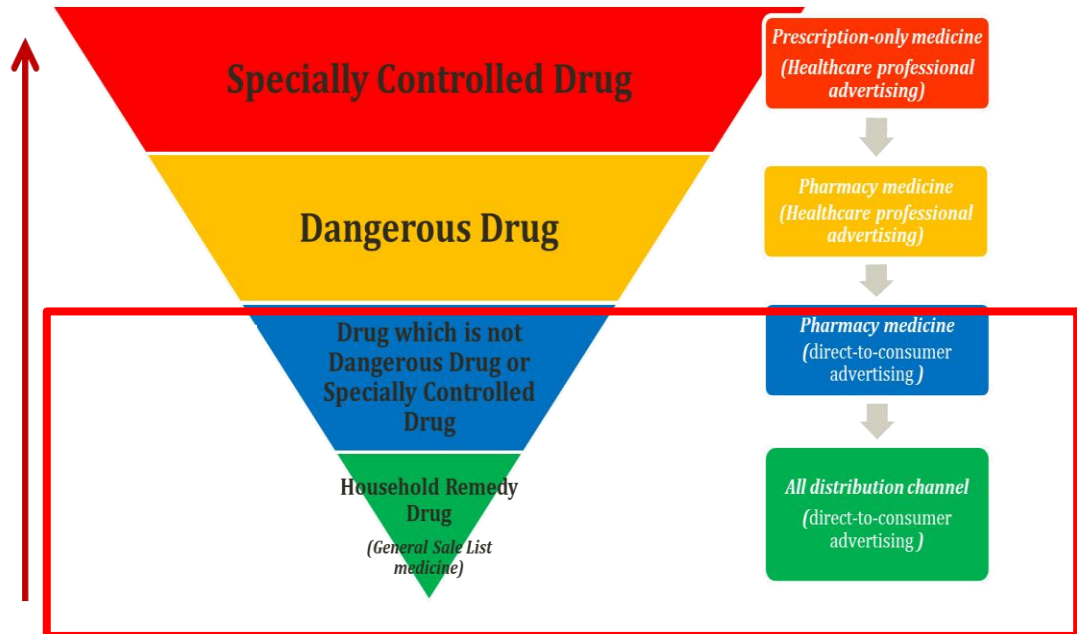 Specially Controlled Drug
Prescription-only medicine
(Healthcare professional
advertising)
Dangerous Drug
Pharmacy medicine
(Healthcare professional
advertising)
Drug which is not
Dangerous Drug or
Specially Controlled
Drug
Pharmacy medicine
(direct-to-consumer
advertising )
Household Remedy
Drug
(General Sale List
medicine)
All distribution channel
(direct-to-consumer
advertising )